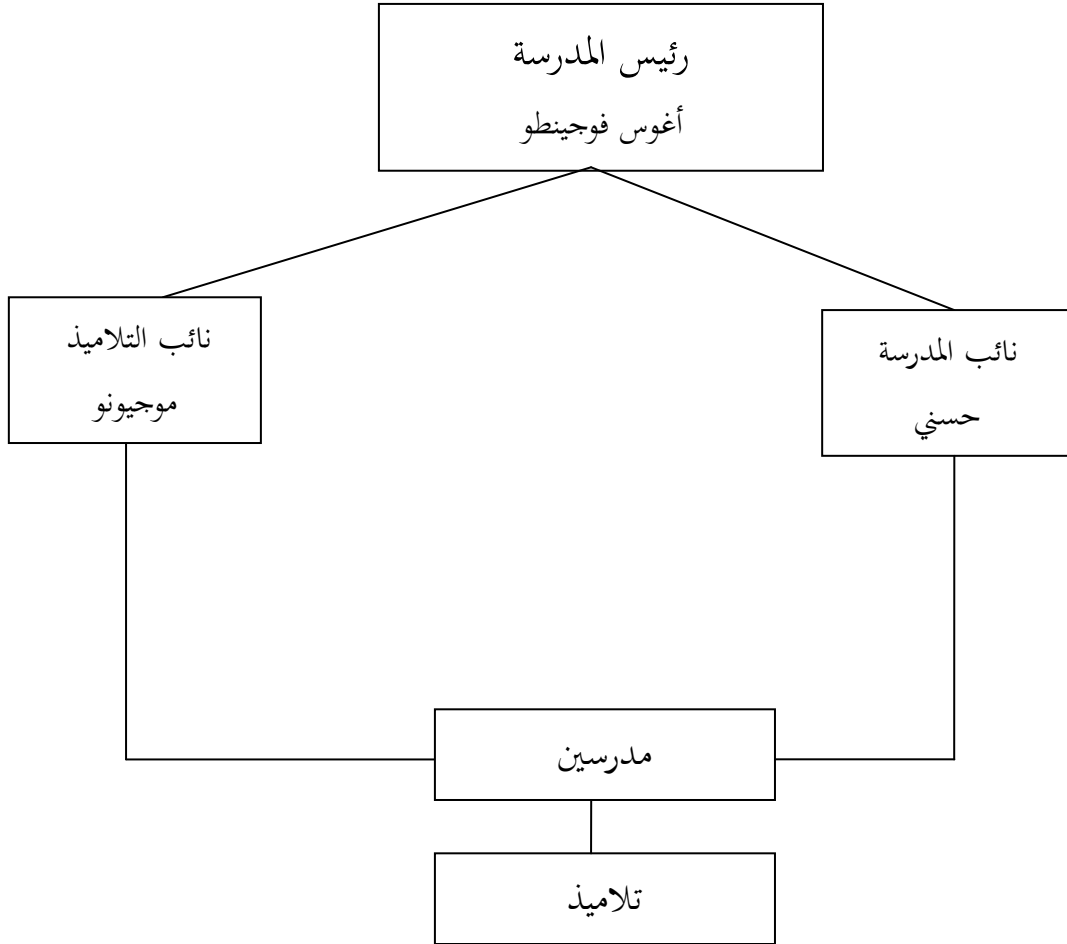 رئيس المدرسة
أغوس فوجينطو
نائب المدرسة
حسني
نائب التلاميذ
موجيونو
مدرسين
تلاميذ